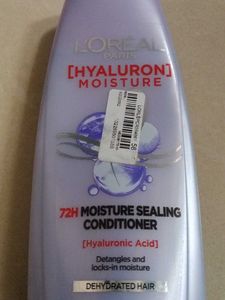 L'ORÉAL
PARIS
[HYALURON]
MOISTURE
72H MOISTURE SEALING
CONDITIONER
[Hyaluronic Acid]
Detangles and
locks-in moisture
DEHYDRATED HAIR